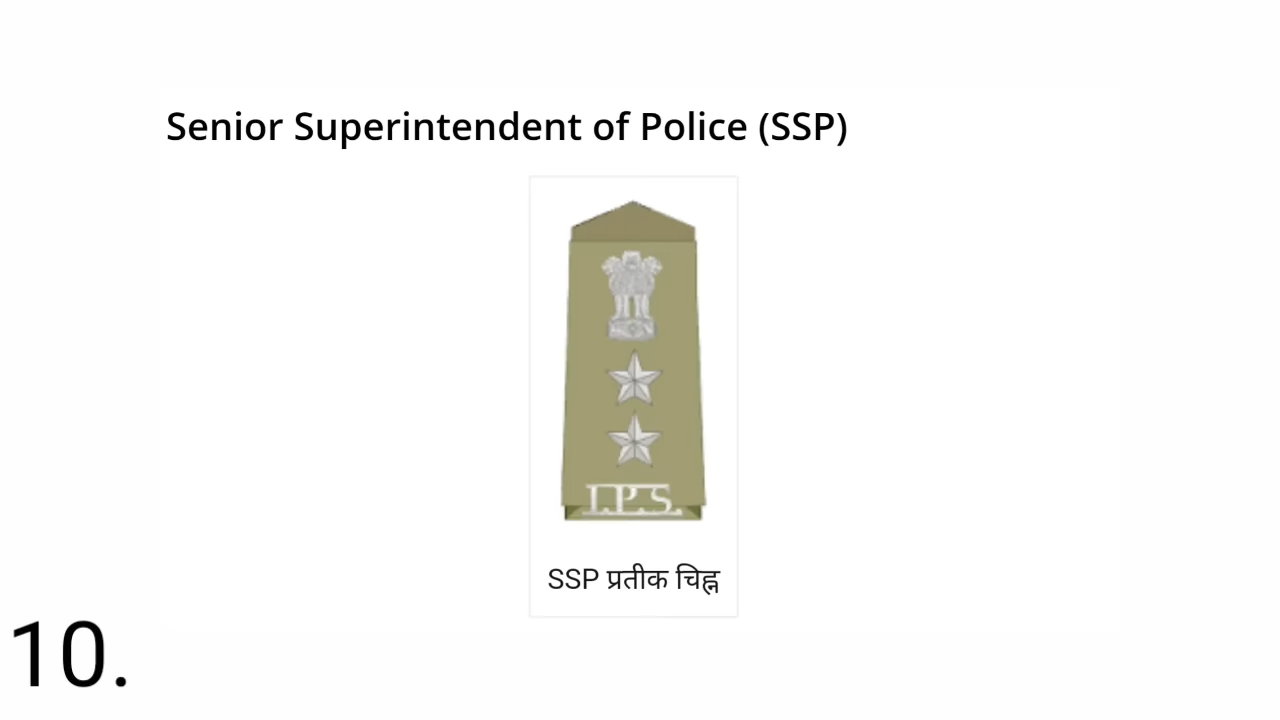 Senior Superintendent of Police (SSP)
I.P.S.
SSP प्रतीक चिह्न
10.